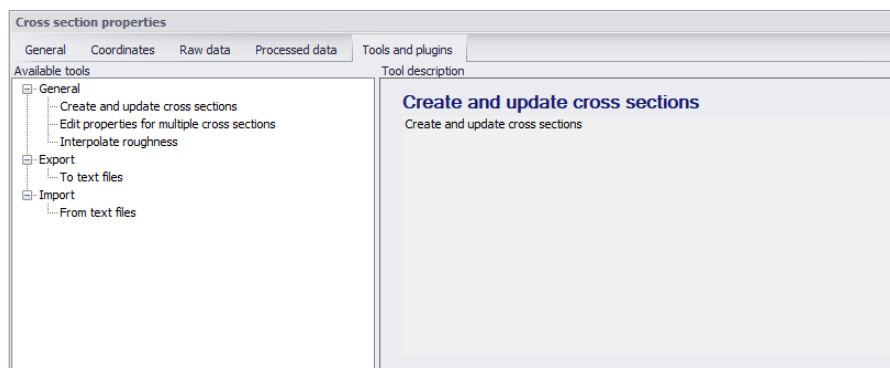 Cross section properties
General Coordinates Raw data Processed data Tools and plugins
Available tools
General
Create and update cross sections
Edit properties for multiple cross sections
Interpolate roughness
Export
To text files
Import
From text files
Tool description
Create and update cross sections
Create and update cross sections